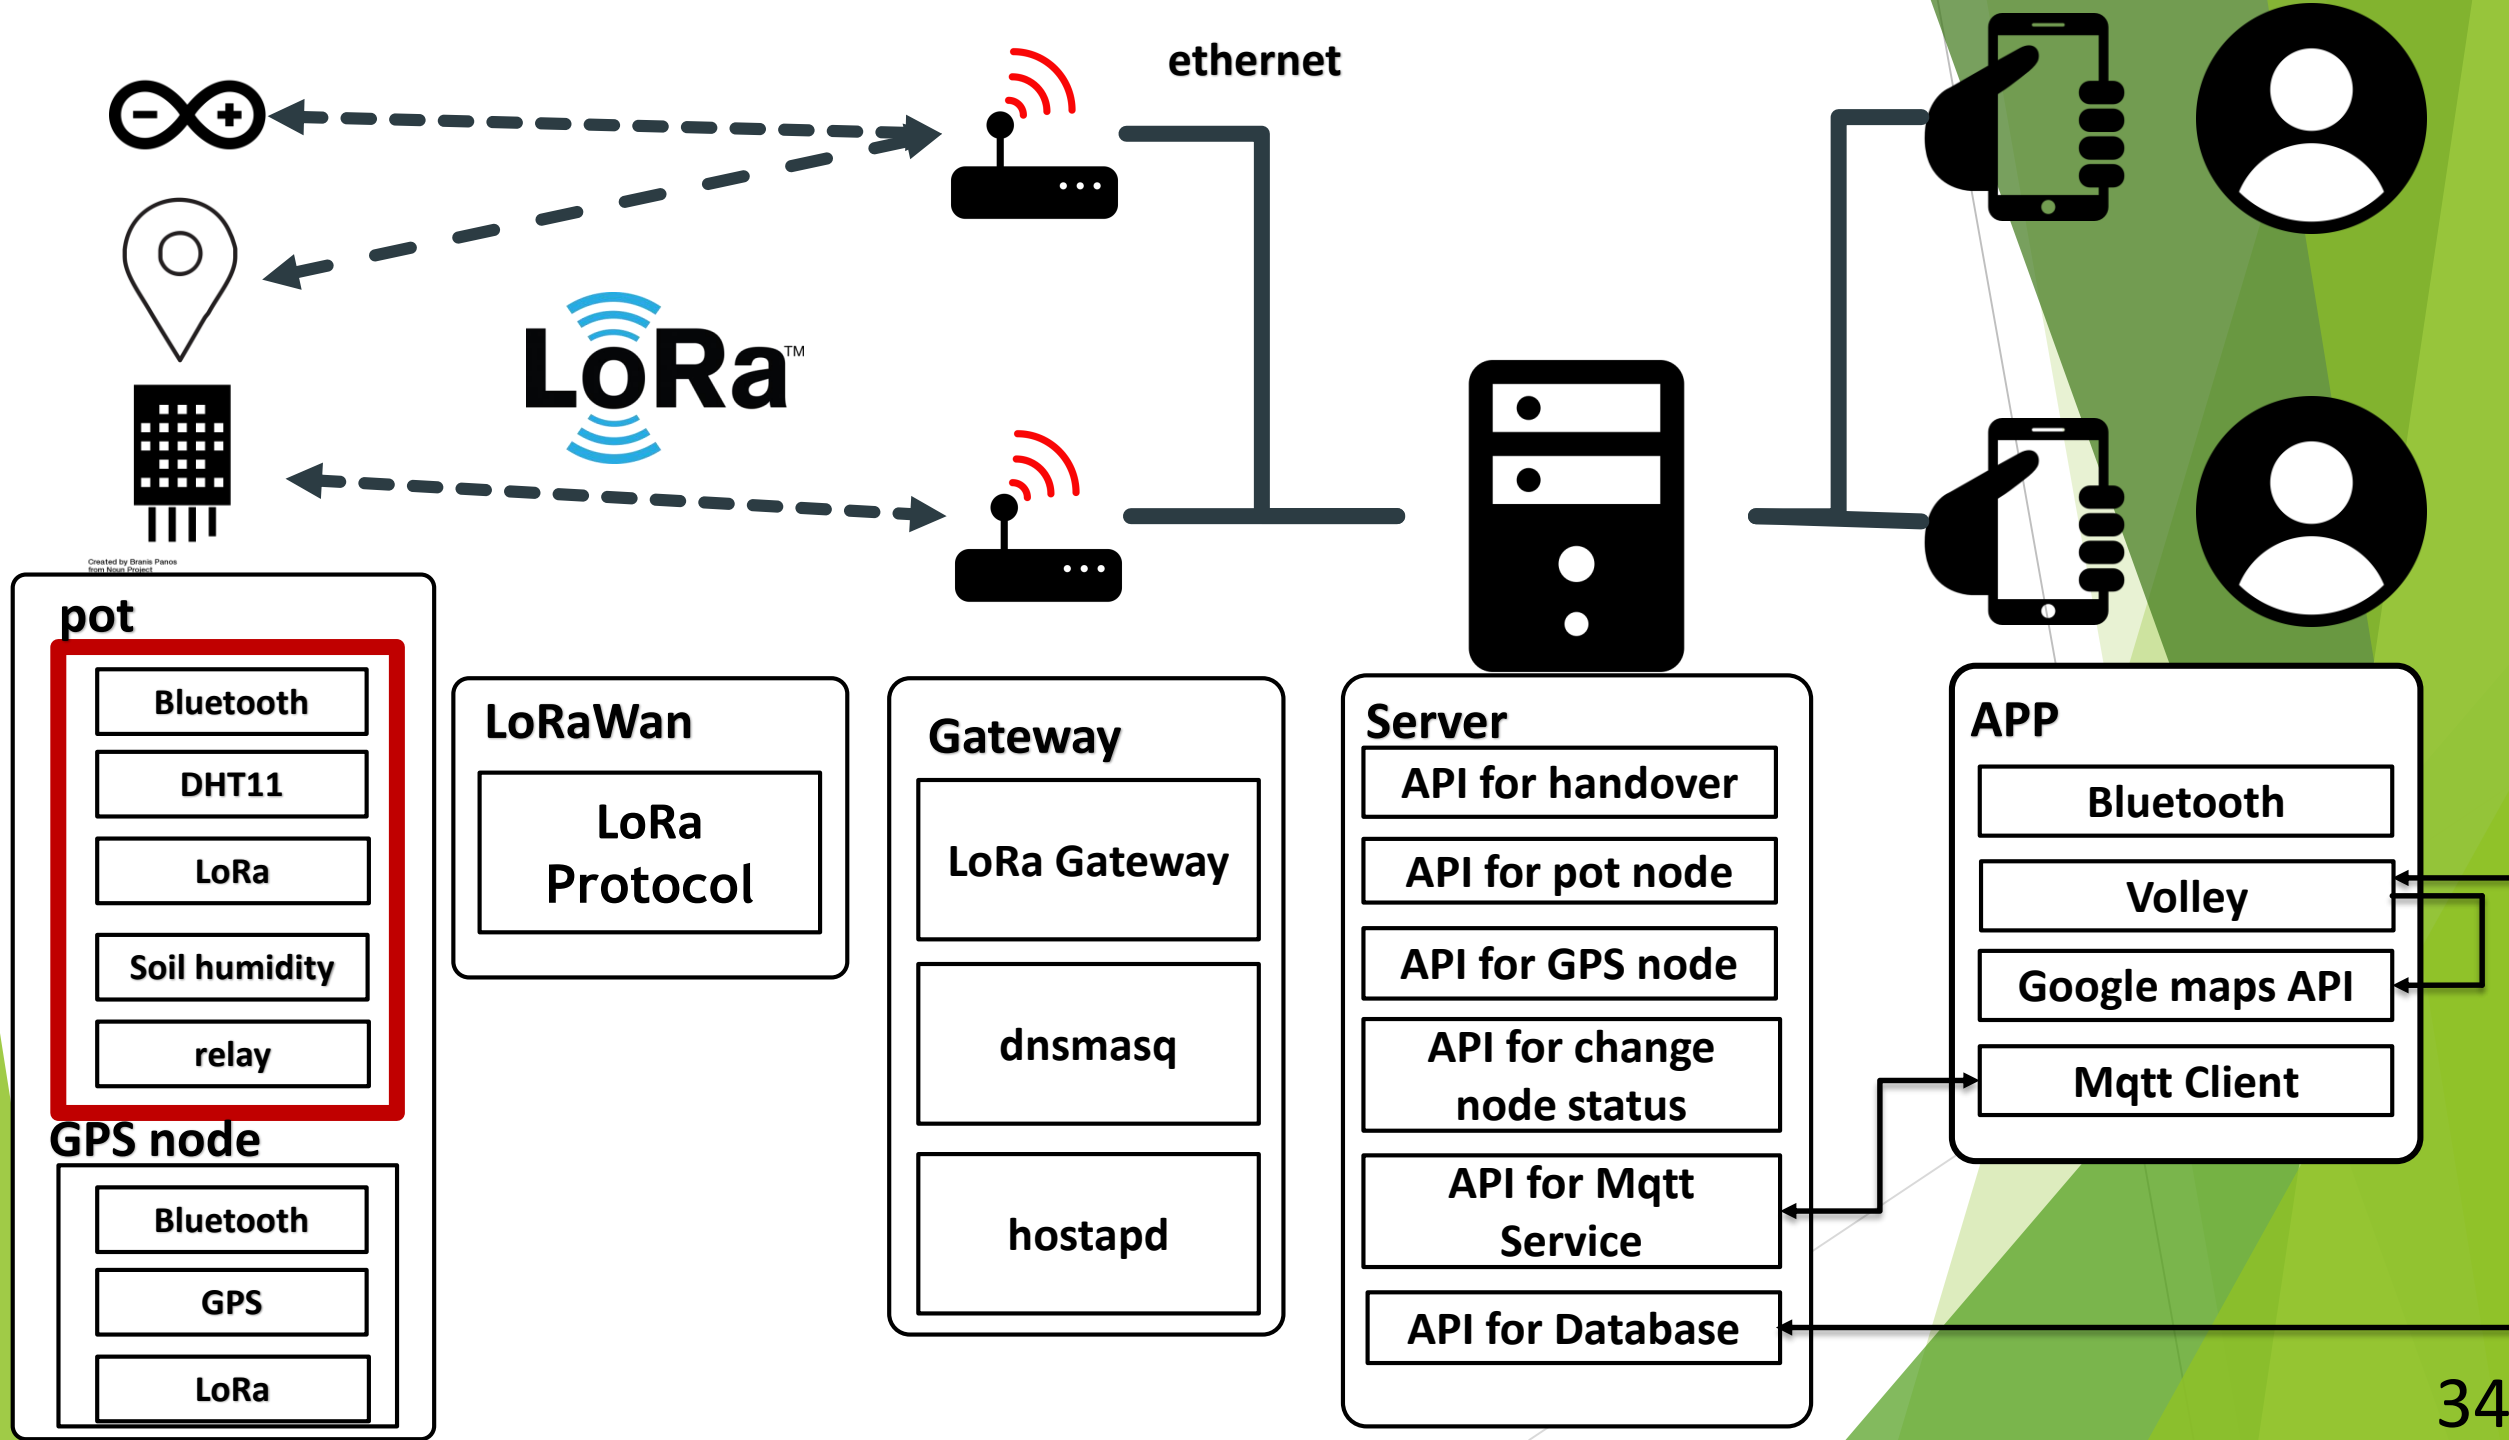 ethernet
LoRa™
Created by Branis Panos
from Noun Project
pot
Bluetooth
DHT11
LoRa
Soil humidity
relay
GPS node
Bluetooth
GPS
LoRa
LoRaWan
LoRa
Protocol
Gateway
LoRa Gateway
dnsmasq
hostapd
Server
API for handover
API for pot node
API for GPS node
API for change
node status
API for Mqtt
Service
API for Database
APP
Bluetooth
Volley
Google maps API
Mqtt Client
34